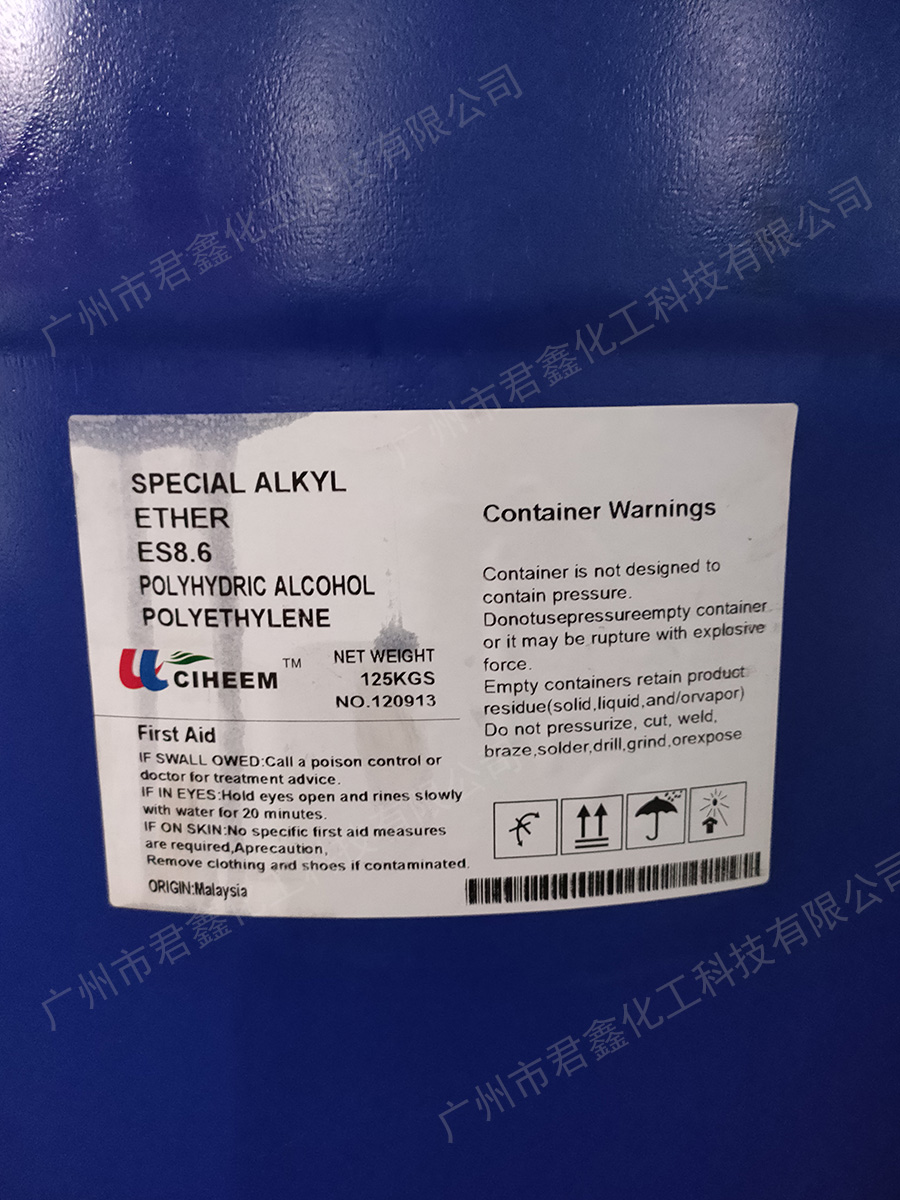 SPECIAL ALKYL
ETHER
ES8.6
POLYHYDRIC ALCOHOL
POLYETHYLENE
CIHEEM TM
NET WEIGHT
125KGS
NO.120913
First Aid
IF SWALL OWED:Call a poison control or
doctor for treatment advice.
IF IN EYES:Hold eyes open and rines slowly
with water for 20 minutes.
IF ON SKIN:No specific first aid measures
are required,Aprecaution,
Remove clothing and shoes if contaminated.
ORIGIN:Malaysia
Container Warnings
Container is not designed to
contain pressure.
Donotusepressureempty container
or it may be rupture with explosive
force.
Empty containers retain product
residue(solid,liquid,and/orvapor)
Do not pressurize, cut, weld,
braze,solder,drill,grind,orexpose
广州市君鑫化工科技有限公司
广州市君鑫化工科技有限公司
广州市君鑫化工科技有限公司
广州市君鑫化工科技有限公司